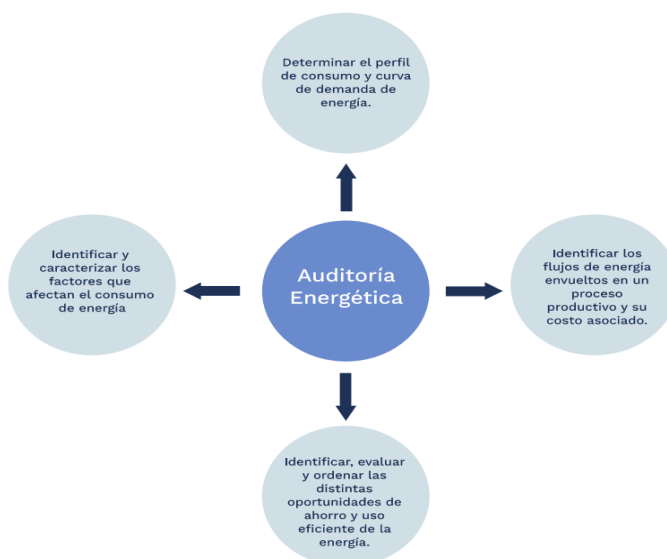 Determinar el perfil
de consumo y curva
de demanda de
energía.
Identificar y
caracterizar los
factores que
afectan el consumo
de energía
Auditoría
Energética
Identificar los
flujos de energía
envueltos en un
proceso
productivo y su
costo asociado.
Identificar, evaluar
y ordenar las
distintas
oportunidades de
ahorro y uso
eficiente de la
energía.